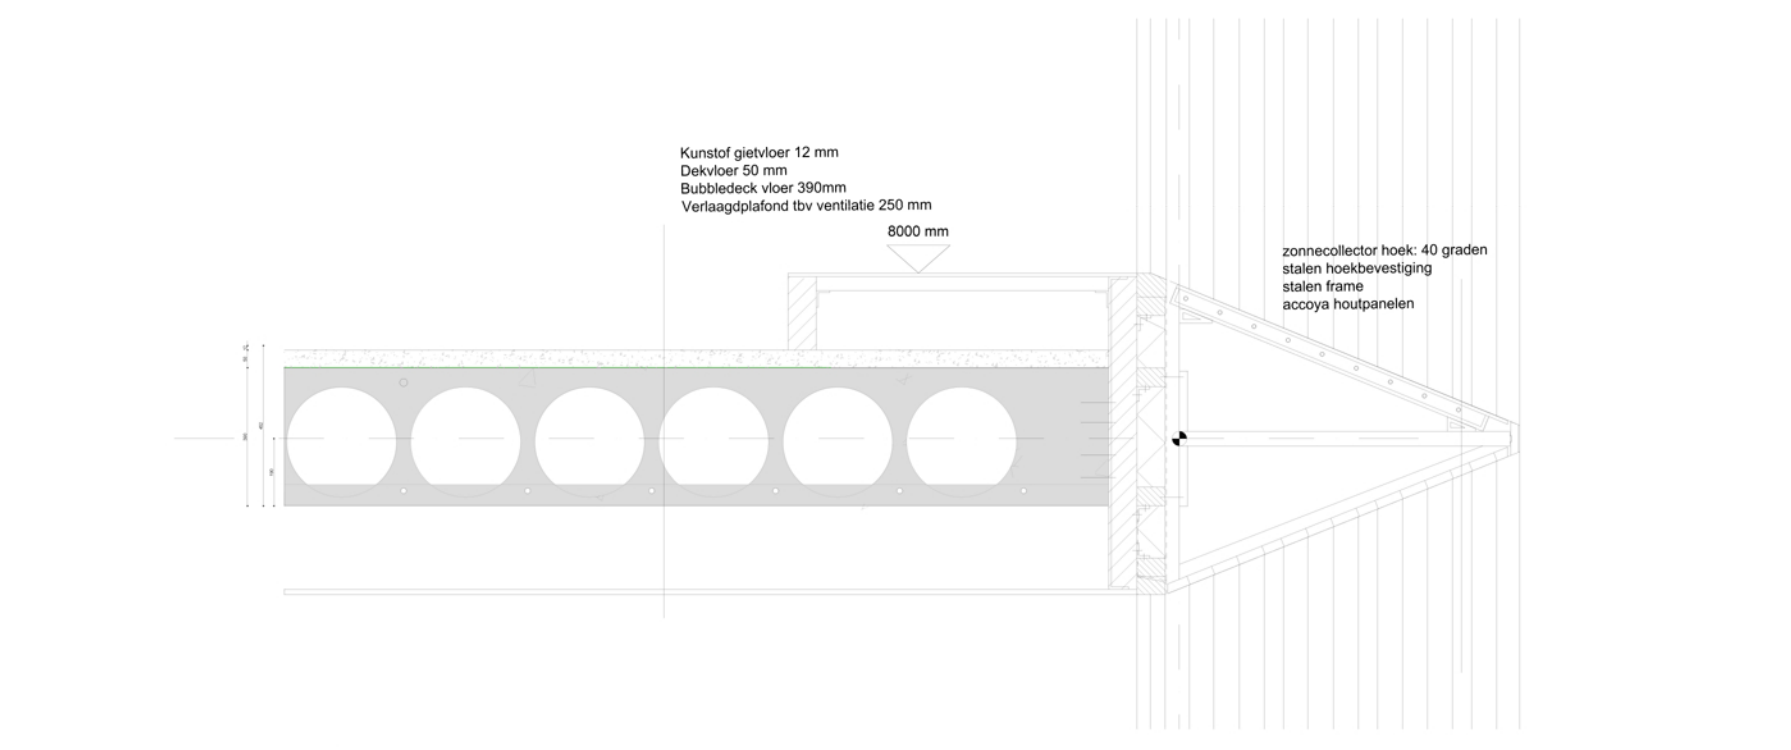 Kunstof gietvloer 12 mm
Dekvloer 50 mm
Bubbledeck vloer 390mm
Verlaagdplafond tbv ventilatie 250 mm
8000 mm
zonnecollector hoek: 40 graden
stalen hoekbevestiging
stalen frame
accoya houtpanelen